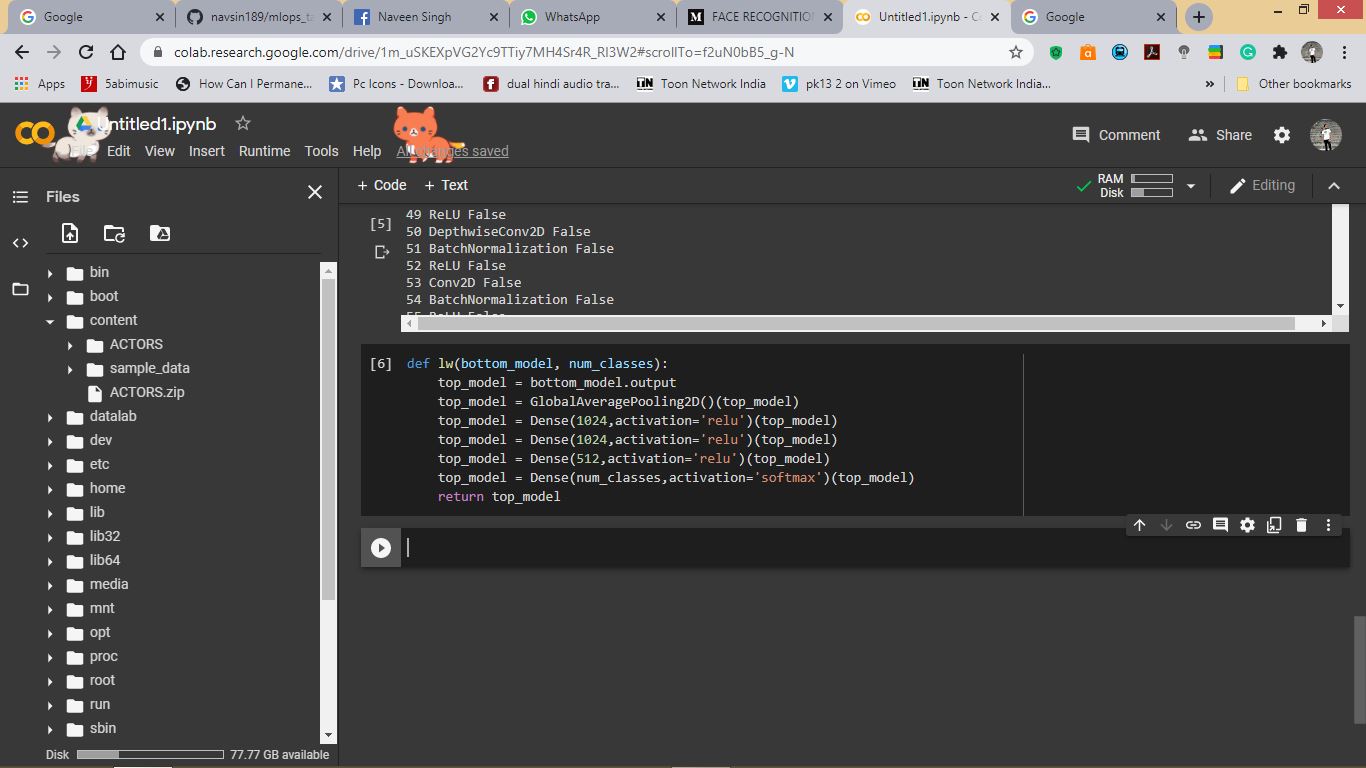 Google
navsin189/mlops_ta
Naveen Singh
WhatsApp
FACE RECOGNITION
Untitled1.ipynb - Co
Google
colab.research.google.com/drive/1m_uSKEXpVG2Yc9TTiy7MH4Sr4R_RI3W2#scrollTo=f2uN0bB5_g-N
Apps
5abimusic
How Can I Permane...
Pc Icons - Downloa...
dual hindi audio tra...
Toon Network India
pk13 2 on Vimeo
Toon Network India...
»
Other bookmarks
Untitled1.ipynb
File Edit View Insert Runtime Tools Help All changes saved
Comment
Share
Files
+ Code + Text
RAM
Disk
Editing
bin
boot
content
ACTORS
sample_data
ACTORS.zip
datalab
dev
etc
home
lib
lib32
lib64
media
mnt
opt
proc
root
run
sbin
Disk 77.77 GB available
[5]
49 ReLU False
50 DepthwiseConv2D False
51 BatchNormalization False
52 ReLU False
53 Conv2D False
54 BatchNormalization False
55 ReLU False
[6] def lw(bottom_model, num_classes):
top_model = bottom_model.output
top_model = GlobalAveragePooling2D()(top_model)
top_model = Dense(1024,activation='relu')(top_model)
top_model = Dense(1024,activation='relu')(top_model)
top_model = Dense(512,activation='relu')(top_model)
top_model = Dense(num_classes,activation='softmax')(top_model)
return top_model